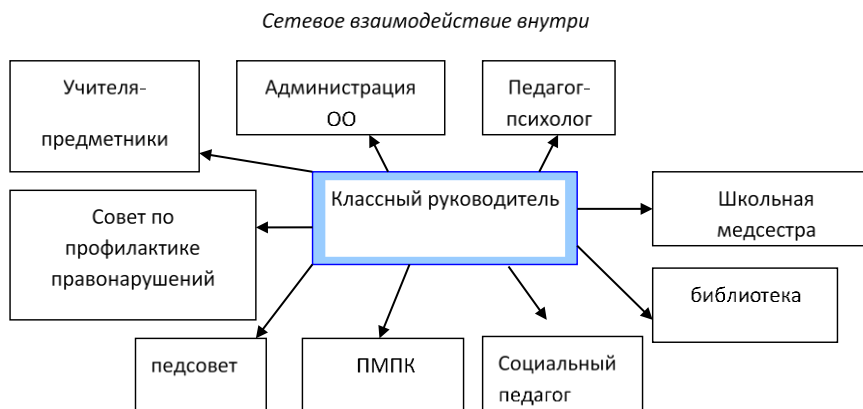 Сетевое взаимодействие внутри
Учителя-
предметники
Администрация
ОО
Педагог-
психолог
Классный руководитель
Школьная
медсестра
Совет по
профилактике
правонарушений
библиотека
педсовет
ПМПК
Социальный
педагог